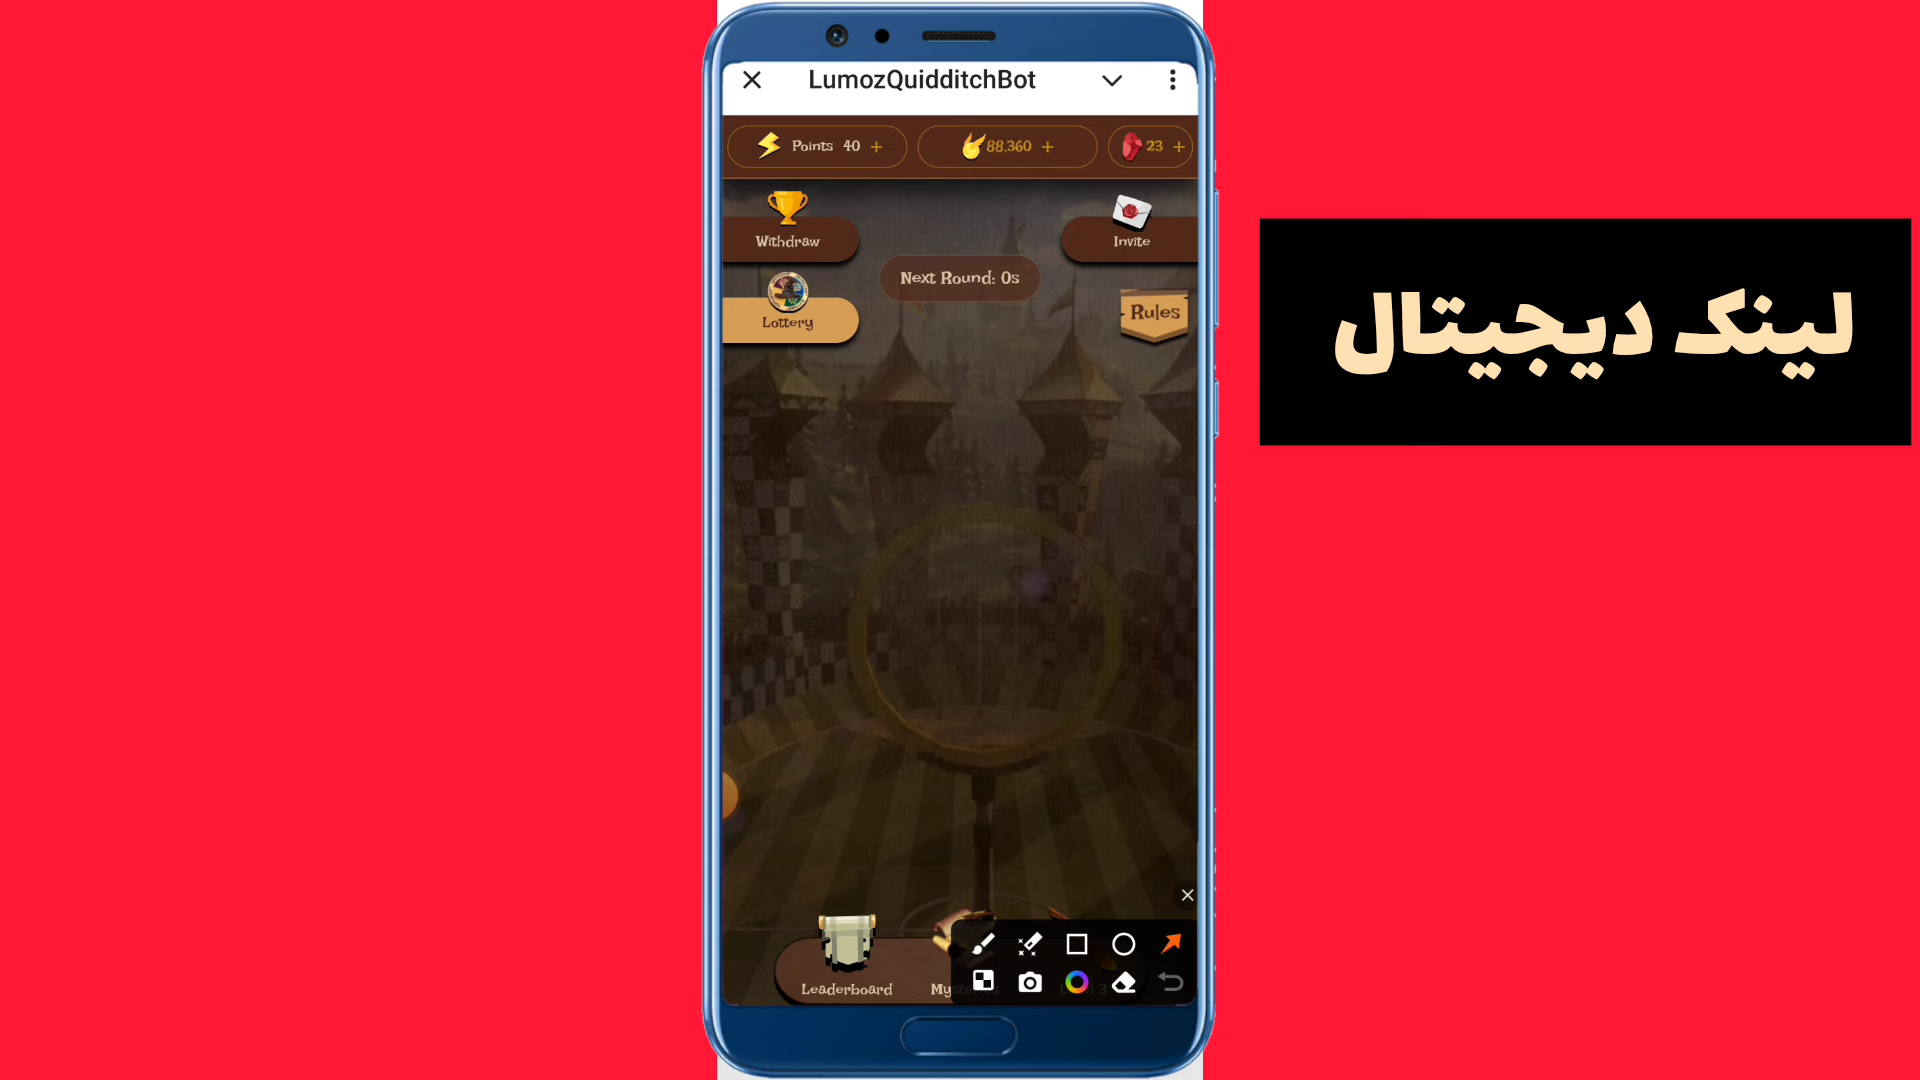 LumozQuidditchBot
Points 40 +
88.360 +
23 +
Withdraw
Invite
Next Round: 0s
Lottery
Rules
Leaderboard
لینک دیجیتال